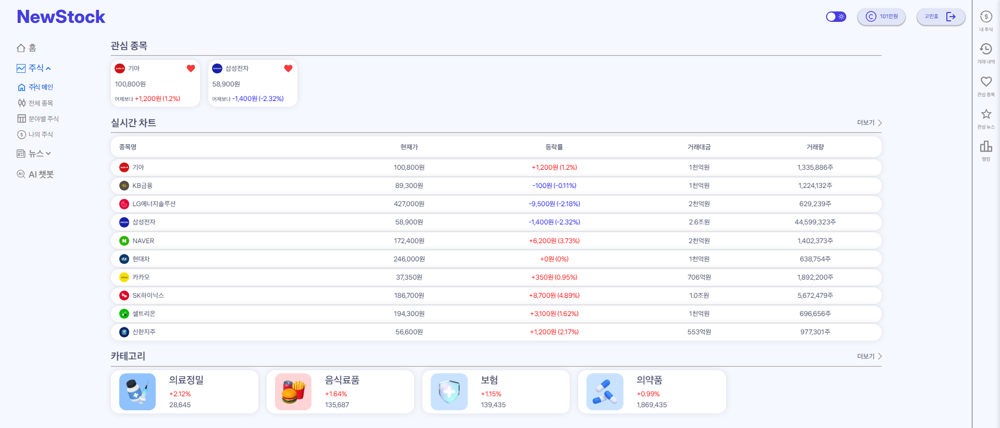 NewStock
101만원
고민호
홈
주식
주식 메인
전체 종목
분야별 주식
나의 주식
뉴스
AI 챗봇
관심 종목
기아
100,800원
어제보다 +1,200원 (1.2%)
삼성전자
58,900원
어제보다 -1,400원 (-2.32%)
실시간 차트
더보기
종목명 현재가 등락률 거래대금 거래량
기아 100,800원 +1,200원 (1.2%) 1천억원 1,335,886주
KB금융 89,300원 -100원 (-0.11%) 1천억원 1,224,132주
LG에너지솔루션 427,000원 -9,500원 (-2.18%) 2천억원 629,239주
삼성전자 58,900원 -1,400원 (-2.32%) 2.6조원 44,599,323주
NAVER 172,400원 +6,200원 (3.73%) 2천억원 1,402,373주
현대차 246,000원 +0원 (0%) 1천억원 638,754주
카카오 37,350원 +350원 (0.95%) 706억원 1,892,200주
SK하이닉스 186,700원 +8,700원 (4.89%) 1.0조원 5,672,479주
셀트리온 194,300원 +3,100원 (1.62%) 1천억원 696,656주
신한지주 56,600원 +1,200원 (2.17%) 553억원 977,301주
카테고리
더보기
의료정밀
+2.12%
28,645
음식료품
+1.64%
135,687
보험
+1.15%
139,435
의약품
+0.99%
1,869,435
내 주식
거래 내역
관심 종목
관심 뉴스
랭킹